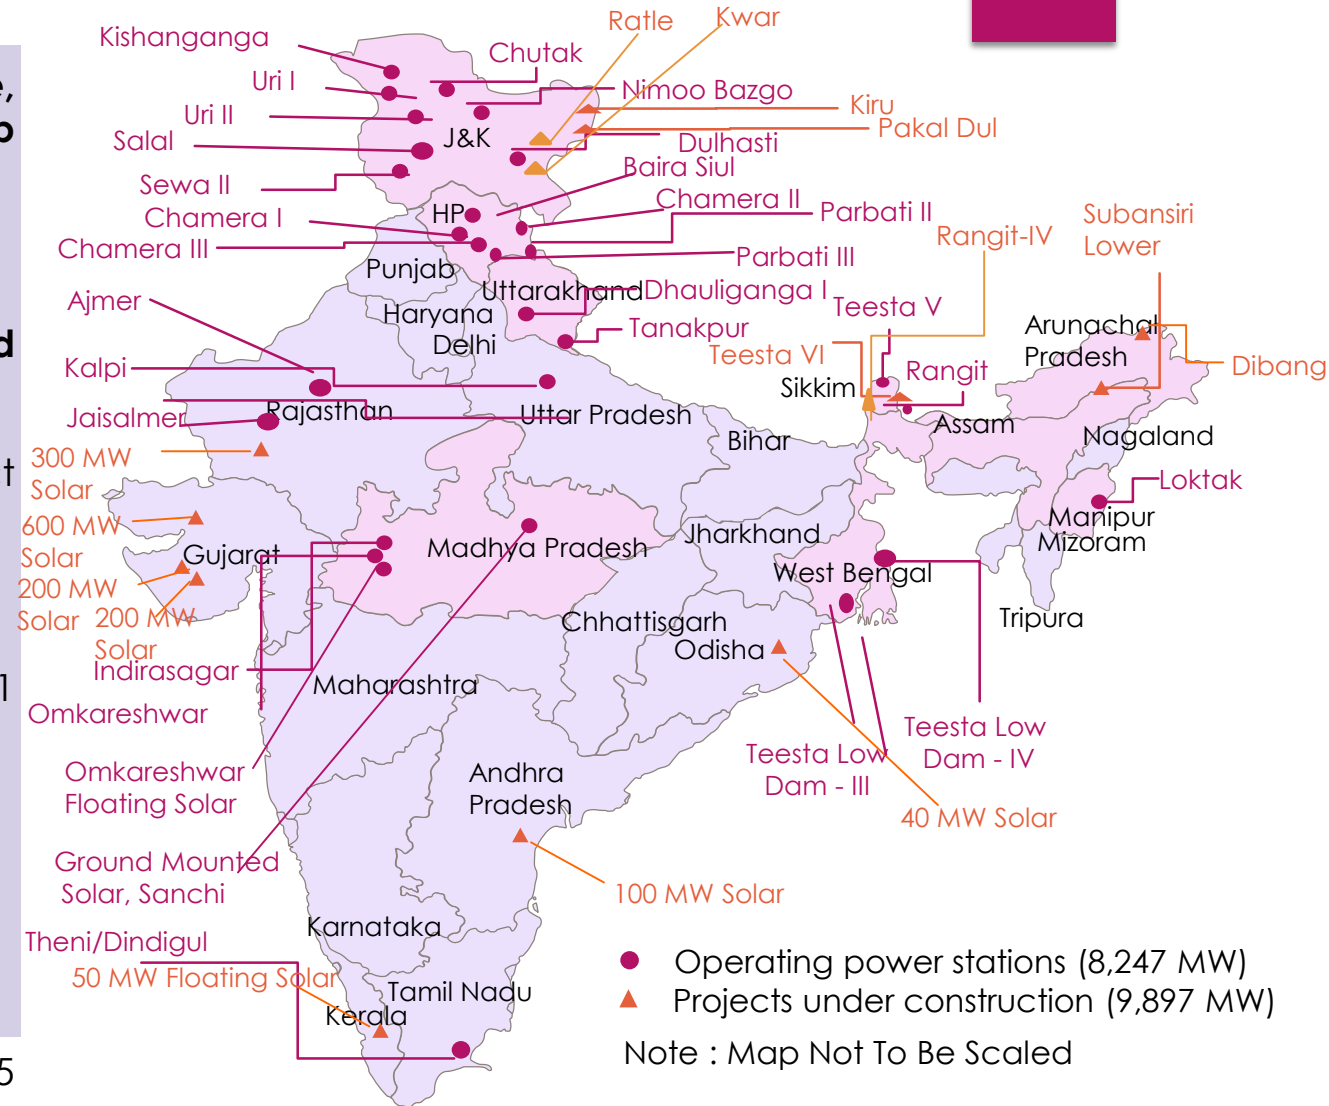 e,
p
d
t
1
5
Ratle
Kwar
Kishanganga
Chutak
Uri I
Nimoo Bazgo
Kiru
Uri II
Pakal Dul
Salal
J&K
Dulhasti
Baira Siul
Sewa II
Chamera II
Chamera I
HP
Parbati II
Subansiri
Lower
Rangit-IV
Chamera III
Parbati III
Punjab
Uttarakhand
Dhauliganga I
Ajmer
Teesta V
Haryana
Tanakpur
Arunachal
Pradesh
Delhi
Teesta VI
Kalpi
Sikkim
Rangit
Dibang
Jaisalmer
Rajasthan
Uttar Pradesh
Bihar
Assam
Nagaland
300 MW
Solar
Loktak
600 MW
Solar
Gujarat
Madhya Pradesh
Jharkhand
Manipur
Mizoram
200 MW
Solar
200 MW
Solar
West Bengal
Chhattisgarh
Tripura
Odisha
Indirasagar
Maharashtra
Omkareshwar
Teesta Low
Dam - IV
Teesta Low
Dam - III
Omkareshwar
Floating Solar
Andhra
Pradesh
40 MW Solar
Ground Mounted
Solar, Sanchi
100 MW Solar
Karnataka
Theni/Dindigul
50 MW Floating Solar
Tamil Nadu
Kerala
Operating power stations (8,247 MW)
Projects under construction (9,897 MW)
Note : Map Not To Be Scaled